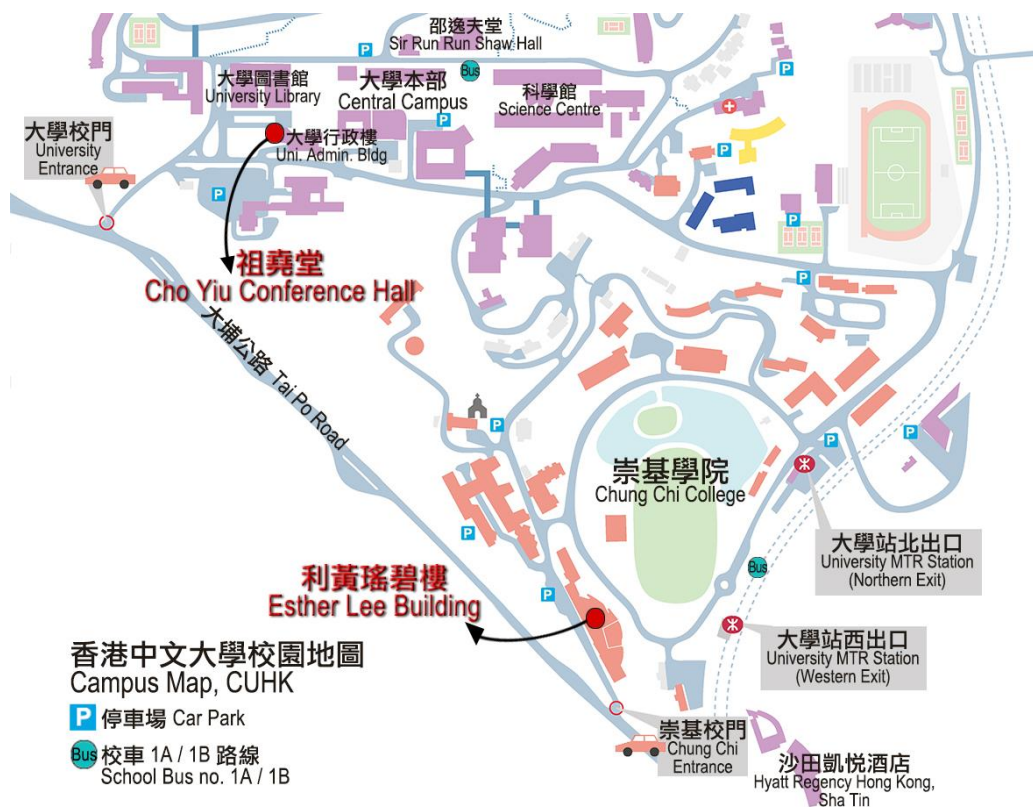 邵逸夫堂
Sir Run Run Shaw Hall
P
Bus
大學圖書館
University Library
大學本部
Central Campus
科學館
Science Centre
P
P
大學校門
University
Entrance
大學行政樓
Uni. Admin. Bldg
P
P
P
祖堯堂
Cho Yiu Conference Hall
P
大埔公路 Tai Po Road
P
P
P
崇基學院
Chung Chi College
P
大學站北出口
University MTR Station
(Northern Exit)
Bus
利黃瑤碧樓
Esther Lee Building
P
P
大學站西出口
University MTR Station
(Western Exit)
香港中文大學校園地圖
Campus Map, CUHK
P 停車場 Car Park
Bus 校車 1A / 1B 路線
School Bus no. 1A / 1B
崇基校門
Chung Chi
Entrance
沙田凱悦酒店
Hyatt Regency Hong Kong,
Sha Tin